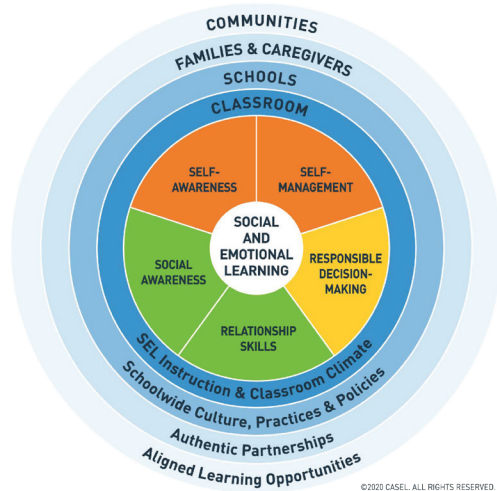 COMMUNITIES
FAMILIES & CAREGIVERS
SCHOOLS
CLASSROOM
SELF-
AWARENESS
SELF-
MANAGEMENT
SOCIAL
AND
EMOTIONAL
LEARNING
SOCIAL
AWARENESS
RESPONSIBLE
DECISION-
MAKING
RELATIONSHIP
SKILLS
SEL Instruction & Classroom Climate
Schoolwide Culture, Practices & Policies
Authentic Partnerships
Aligned Learning Opportunities
©2020 CASEL. ALL RIGHTS RESERVED.